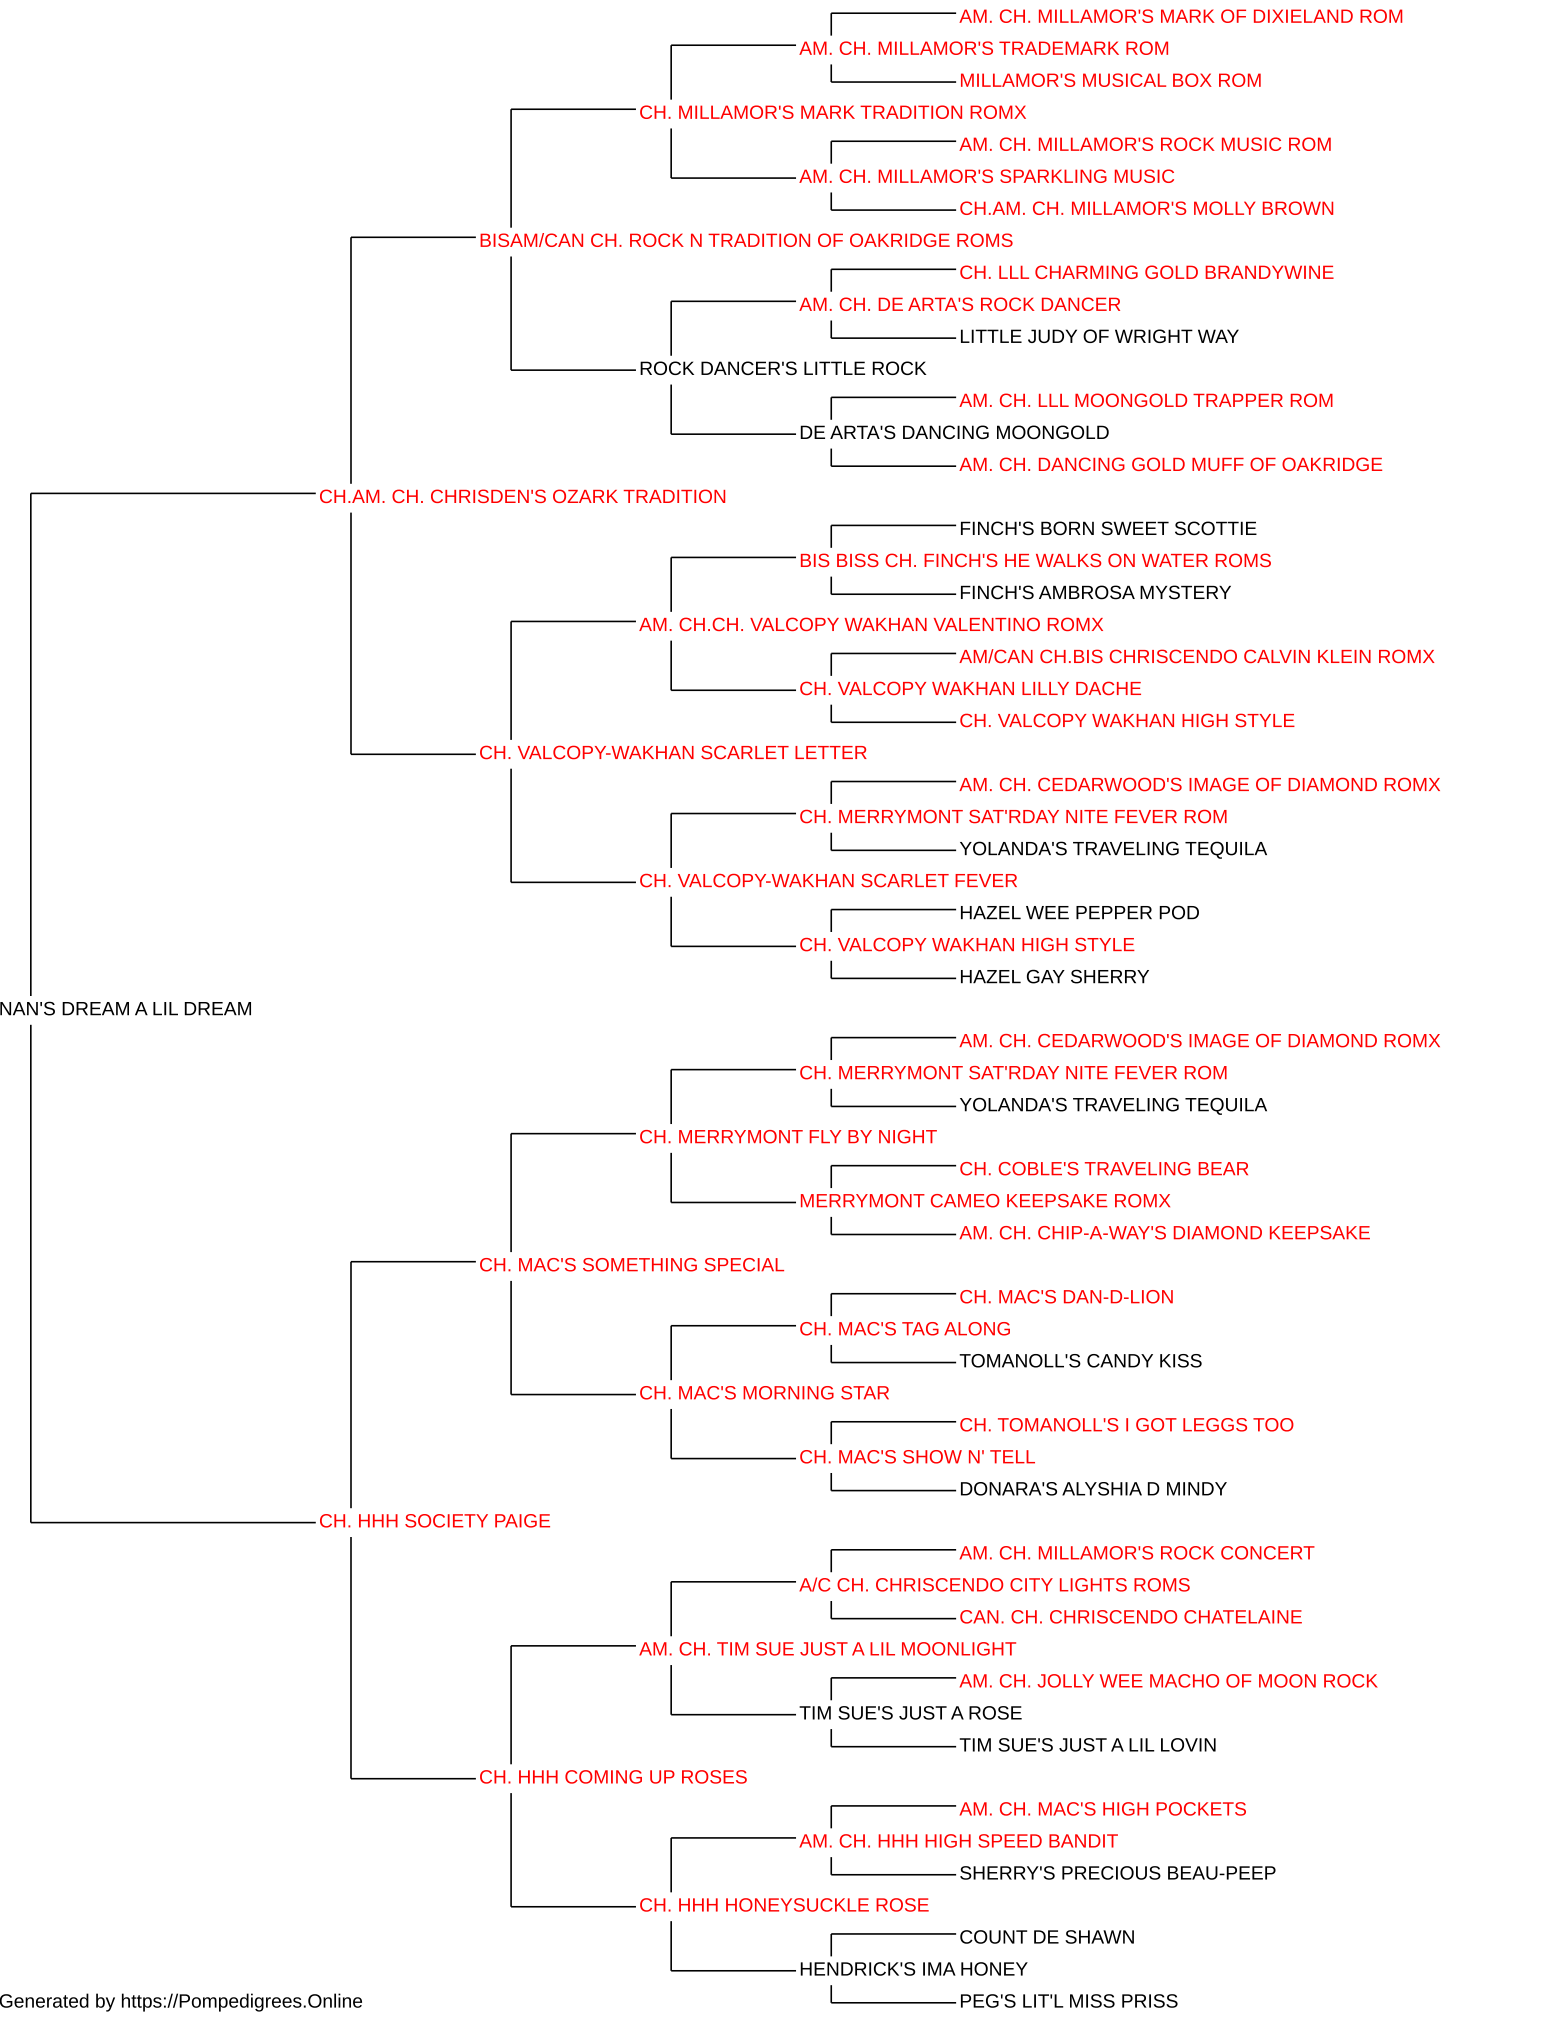 AM. CH. MILLAMOR'S MARK OF DIXIELAND ROM
AM. CH. MILLAMOR'S TRADEMARK ROM
MILLAMOR'S MUSICAL BOX ROM
CH. MILLAMOR'S MARK TRADITION ROMX
AM. CH. MILLAMOR'S ROCK MUSIC ROM
AM. CH. MILLAMOR'S SPARKLING MUSIC
CH.AM. CH. MILLAMOR'S MOLLY BROWN
BISAM/CAN CH. ROCK N TRADITION OF OAKRIDGE ROMS
CH. LLL CHARMING GOLD BRANDYWINE
AM. CH. DE ARTA'S ROCK DANCER
LITTLE JUDY OF WRIGHT WAY
ROCK DANCER'S LITTLE ROCK
AM. CH. LLL MOONGOLD TRAPPER ROM
DE ARTA'S DANCING MOONGOLD
AM. CH. DANCING GOLD MUFF OF OAKRIDGE
CH.AM. CH. CHRISDEN'S OZARK TRADITION
FINCH'S BORN SWEET SCOTTIE
BIS BISS CH. FINCH'S HE WALKS ON WATER ROMS
FINCH'S AMBROSA MYSTERY
AM. CH.CH. VALCOPY WAKHAN VALENTINO ROMX
AM/CAN CH.BIS CHRISCENDO CALVIN KLEIN ROMX
CH. VALCOPY WAKHAN LILLY DACHE
CH. VALCOPY WAKHAN HIGH STYLE
CH. VALCOPY-WAKHAN SCARLET LETTER
AM. CH. CEDARWOOD'S IMAGE OF DIAMOND ROMX
CH. MERRYMONT SAT'RDAY NITE FEVER ROM
YOLANDA'S TRAVELING TEQUILA
CH. VALCOPY-WAKHAN SCARLET FEVER
HAZEL WEE PEPPER POD
CH. VALCOPY WAKHAN HIGH STYLE
HAZEL GAY SHERRY
NAN'S DREAM A LIL DREAM
AM. CH. CEDARWOOD'S IMAGE OF DIAMOND ROMX
CH. MERRYMONT SAT'RDAY NITE FEVER ROM
YOLANDA'S TRAVELING TEQUILA
CH. MERRYMONT FLY BY NIGHT
CH. COBLE'S TRAVELING BEAR
MERRYMONT CAMEO KEEPSAKE ROMX
AM. CH. CHIP-A-WAY'S DIAMOND KEEPSAKE
CH. MAC'S SOMETHING SPECIAL
CH. MAC'S DAN-D-LION
CH. MAC'S TAG ALONG
TOMANOLL'S CANDY KISS
CH. MAC'S MORNING STAR
CH. TOMANOLL'S I GOT LEGGS TOO
CH. MAC'S SHOW N' TELL
DONARA'S ALYSHIA D MINDY
CH. HHH SOCIETY PAIGE
AM. CH. MILLAMOR'S ROCK CONCERT
A/C CH. CHRISCENDO CITY LIGHTS ROMS
CAN. CH. CHRISCENDO CHATELAINE
AM. CH. TIM SUE JUST A LIL MOONLIGHT
AM. CH. JOLLY WEE MACHO OF MOON ROCK
TIM SUE'S JUST A ROSE
TIM SUE'S JUST A LIL LOVIN
CH. HHH COMING UP ROSES
AM. CH. MAC'S HIGH POCKETS
AM. CH. HHH HIGH SPEED BANDIT
SHERRY'S PRECIOUS BEAU-PEEP
CH. HHH HONEYSUCKLE ROSE
COUNT DE SHAWN
HENDRICK'S IMA HONEY
PEG'S LIT'L MISS PRISS
Generated by https://Pompedigrees.Online